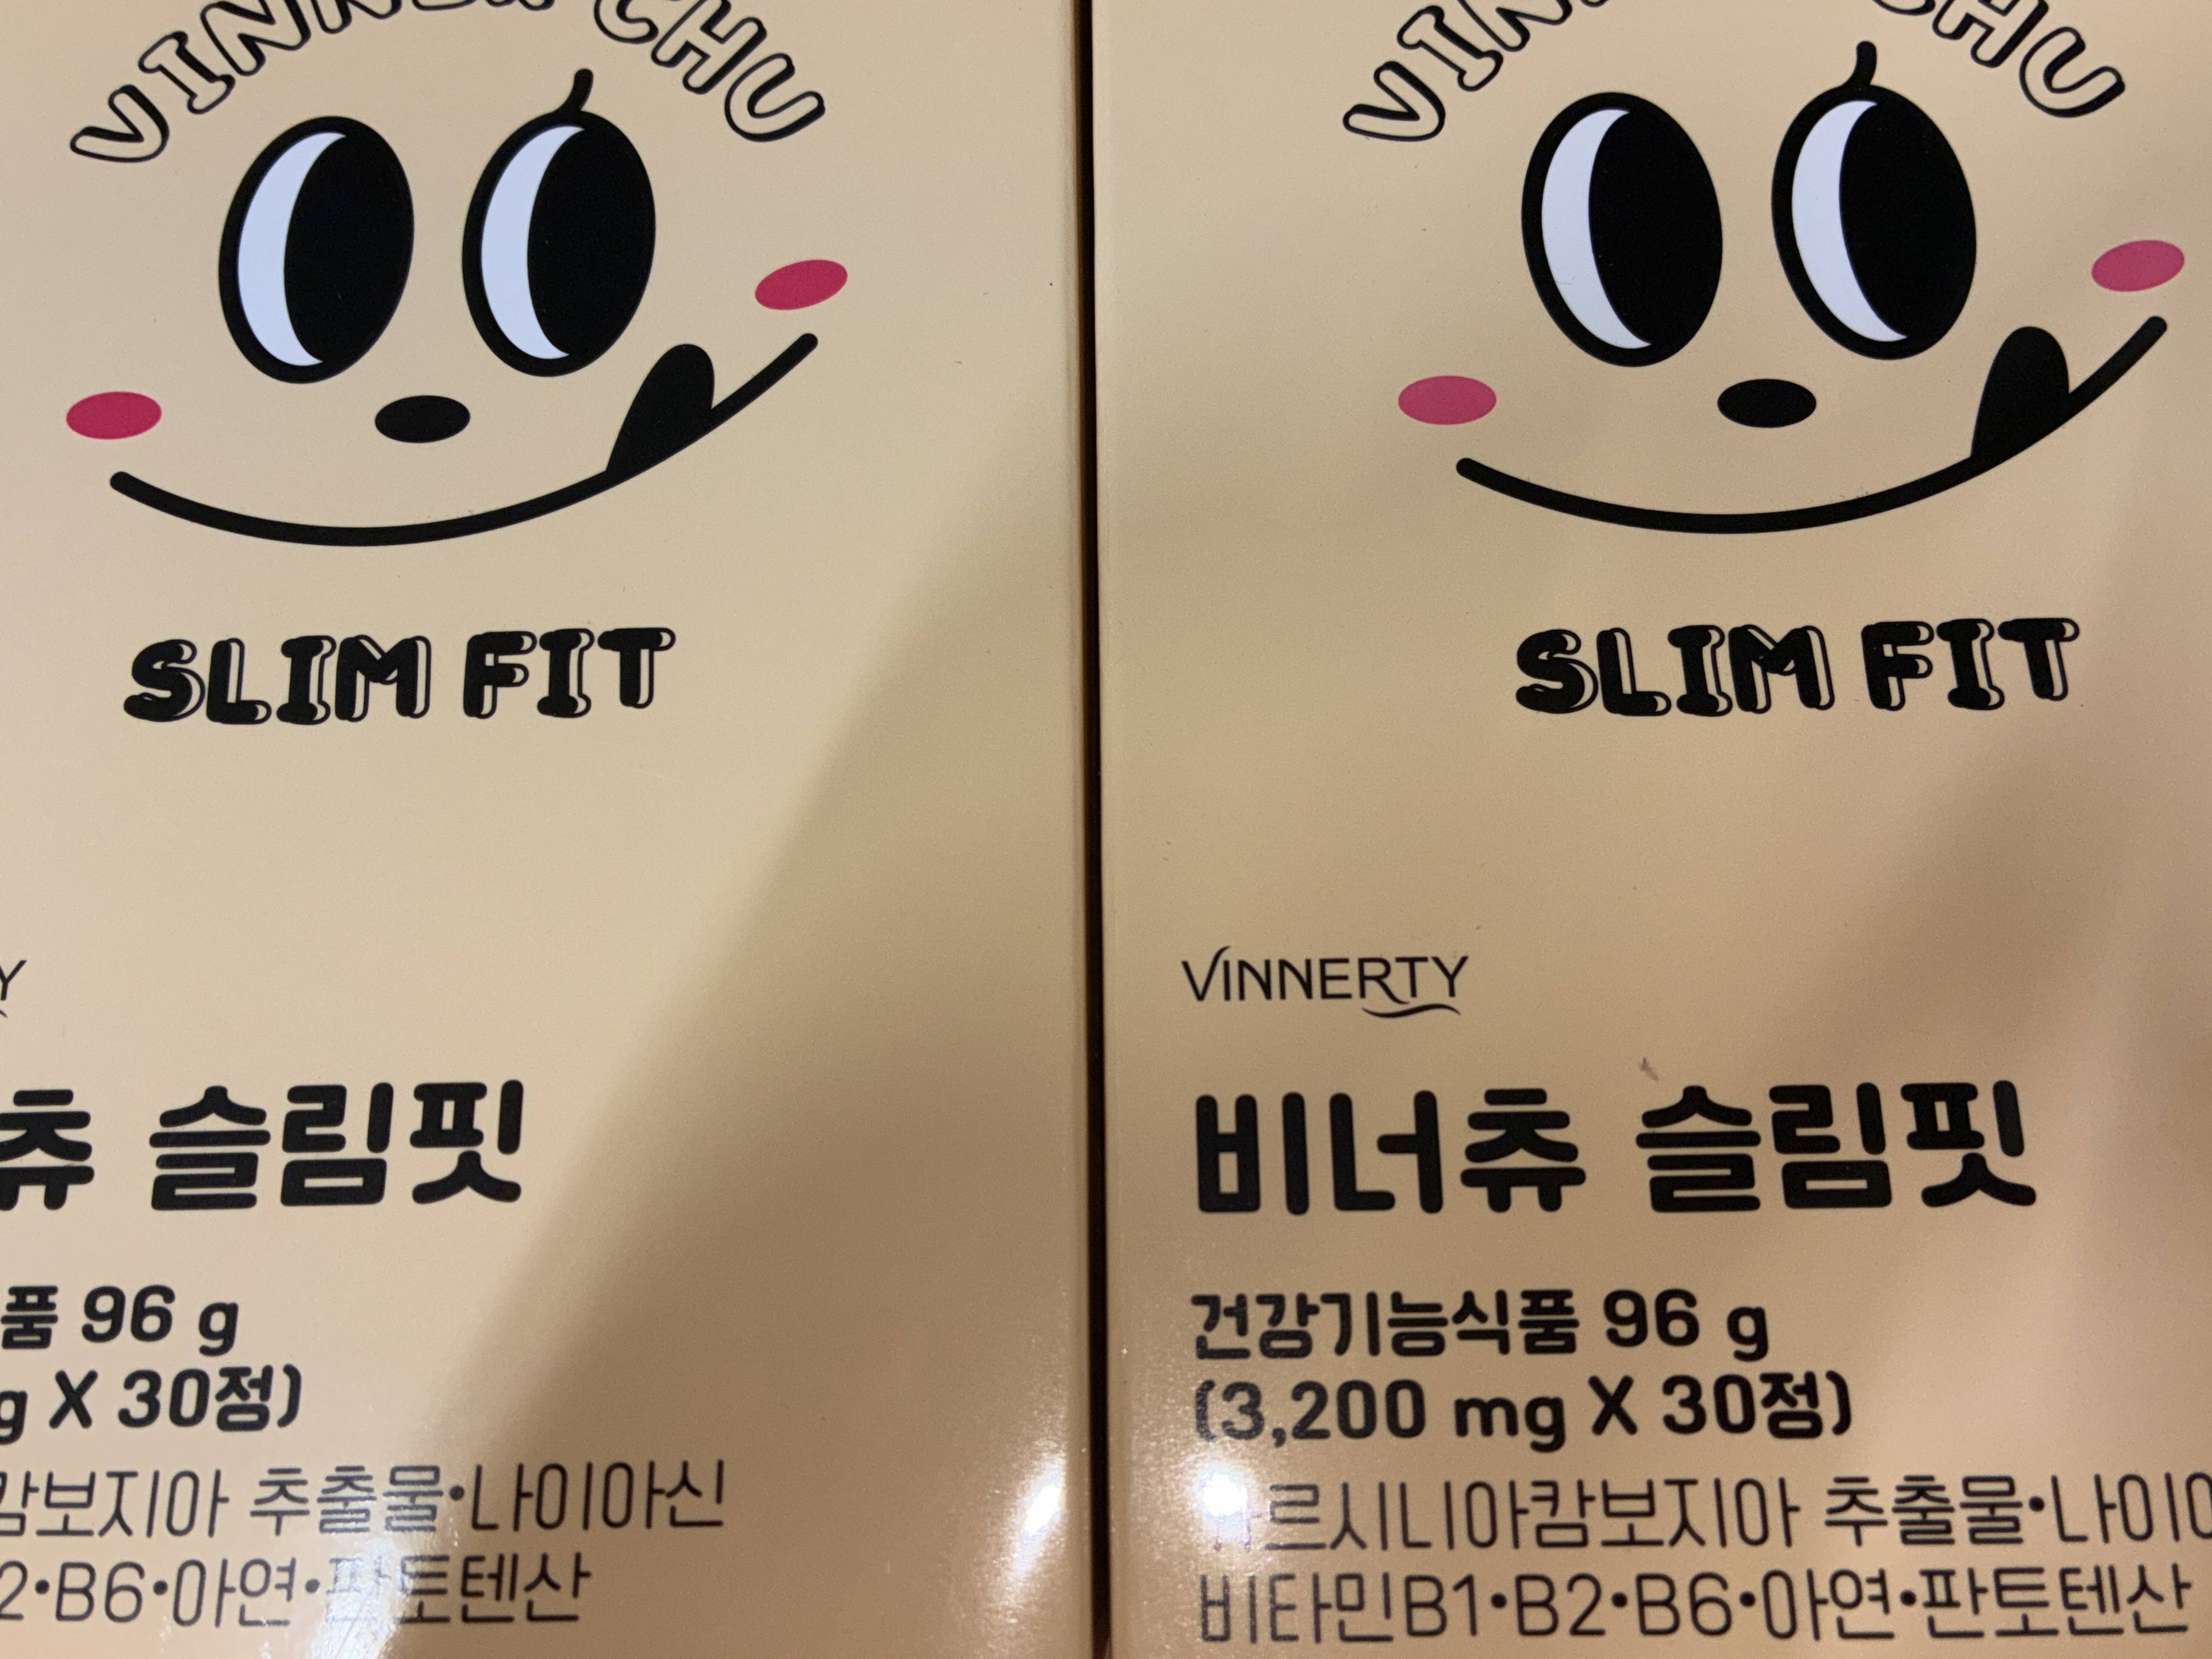 CHU
SLIM FIT
츄 슬림핏
품 96 g
g X 30정)
캄보지아 추출물•나이아신
2•B6•아연•판토텐산
SLIM FIT
VINNERTY
비너츄 슬림핏
건강기능식품 96 g
(3,200 mg X 30정)
르시니아캄보지아 추출물•나이
비타민B1•B2•B6•아연•판토텐산